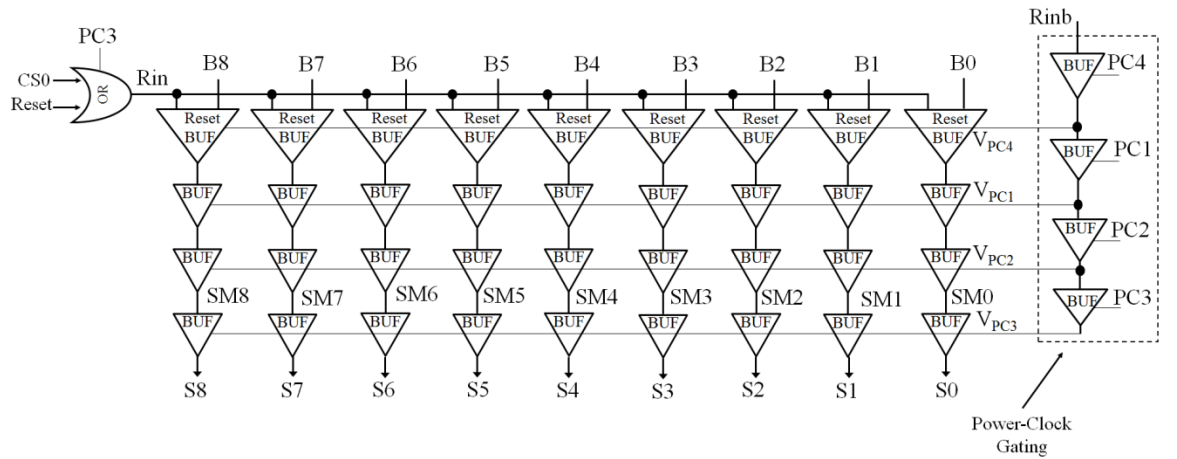 PC3
Rinb
CS0
Reset
OR
Rin
B8 B7 B6 B5 B4 B3 B2 B1 B0
BUF PC4
Reset Reset Reset Reset Reset Reset Reset Reset Reset
BUF BUF BUF BUF BUF BUF BUF BUF BUF
VPC4
BUF PC1
BUF BUF BUF BUF BUF BUF BUF BUF BUF
VPC1
BUF PC2
BUF BUF BUF BUF BUF BUF BUF BUF BUF
VPC2
SM8 SM7 SM6 SM5 SM4 SM3 SM2 SM1 SM0
BUF PC3
BUF BUF BUF BUF BUF BUF BUF BUF BUF
VPC3
S8 S7 S6 S5 S4 S3 S2 S1 S0
Power-Clock
Gating